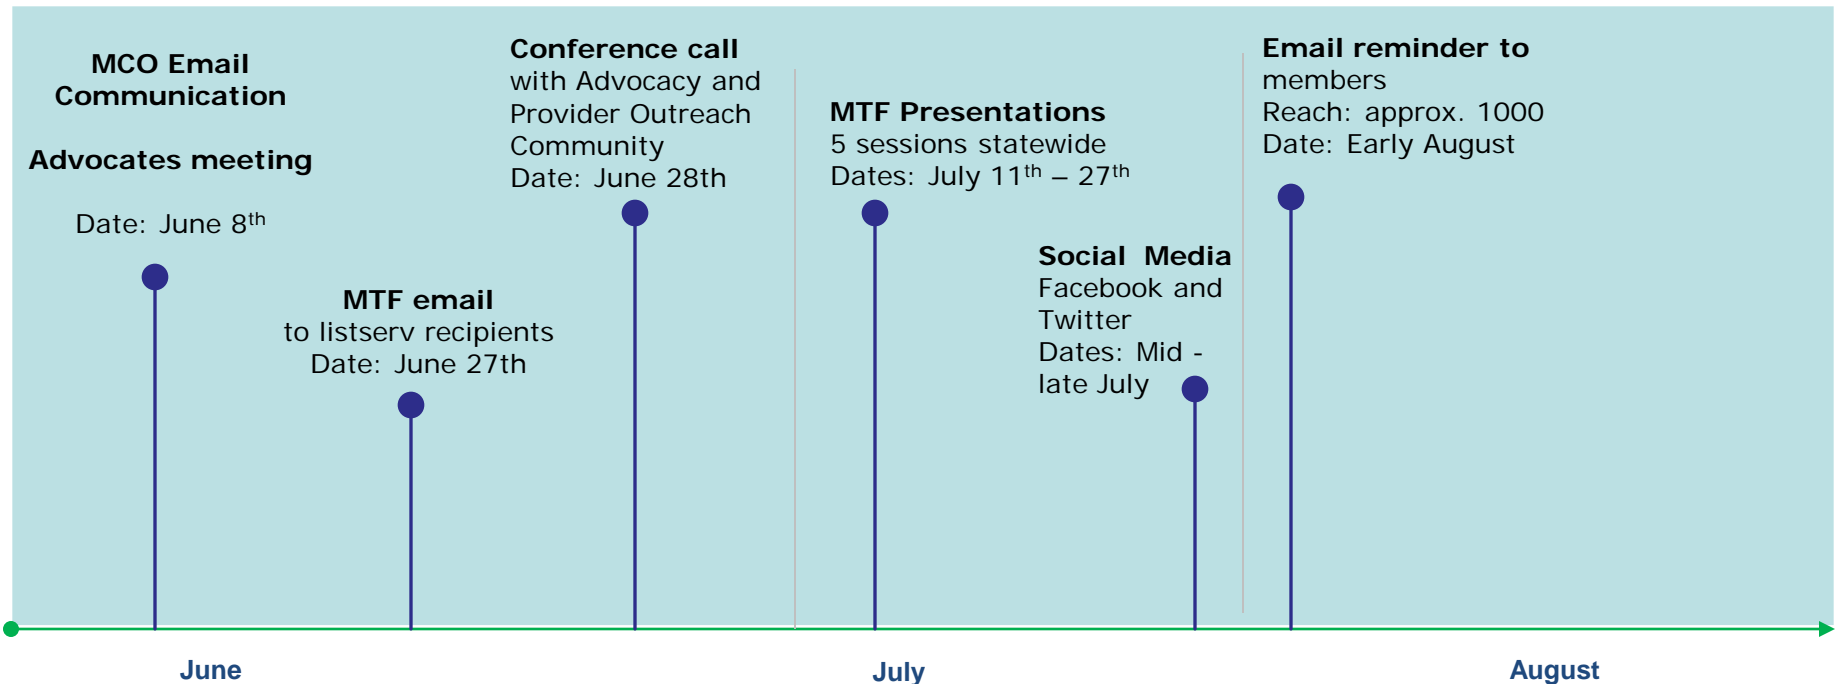 MCO Email
Communication
Advocates meeting
Date: June 8th
MTF email
to listserv recipients
Date: June 27th
Conference call
with Advocacy and
Provider Outreach
Community
Date: June 28th
MTF Presentations
5 sessions statewide
Dates: July 11th – 27th
Social Media
Facebook and
Twitter
Dates: Mid -
late July
Email reminder to
members
Reach: approx. 1000
Date: Early August
June
July
August